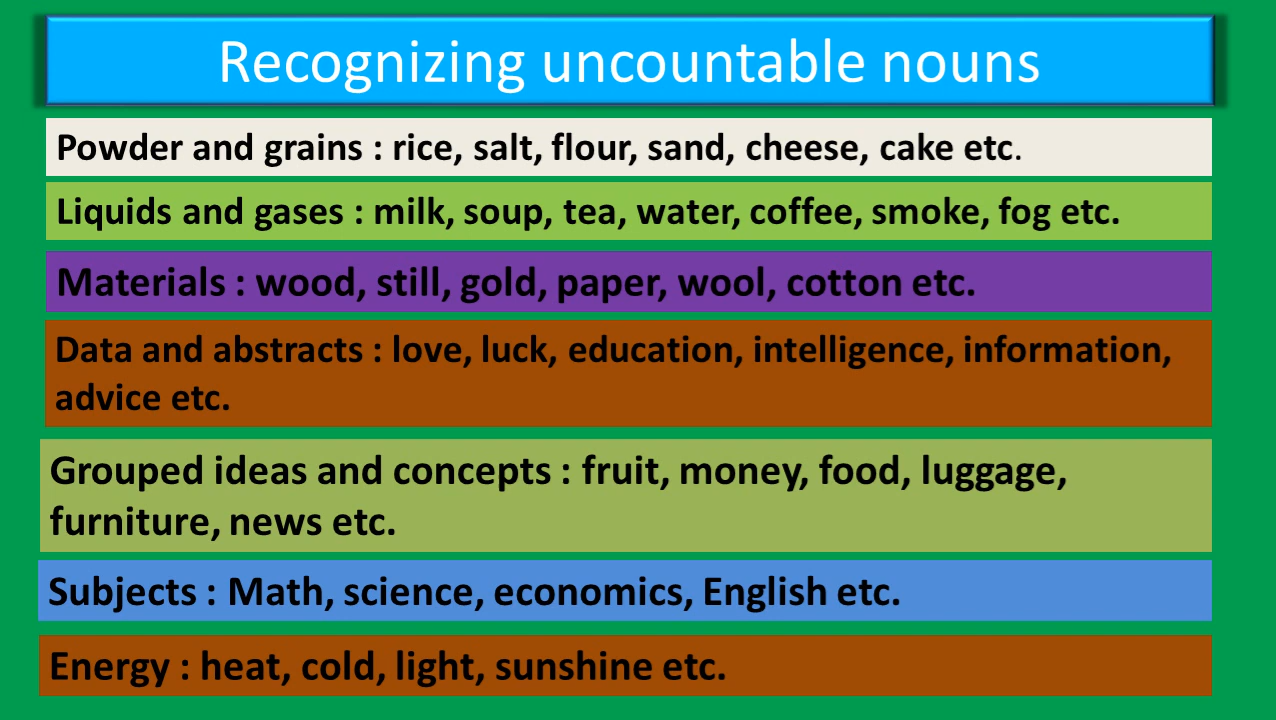 Recognizing uncountable nouns
Powder and grains : rice, salt, flour, sand, cheese, cake etc.
Liquids and gases : milk, soup, tea, water, coffee, smoke, fog etc.
Materials : wood, still, gold, paper, wool, cotton etc.
Data and abstracts : love, luck, education, intelligence, information,
advice etc.
Grouped ideas and concepts : fruit, money, food, luggage,
furniture, news etc.
Subjects : Math, science, economics, English etc.
Energy : heat, cold, light, sunshine etc.